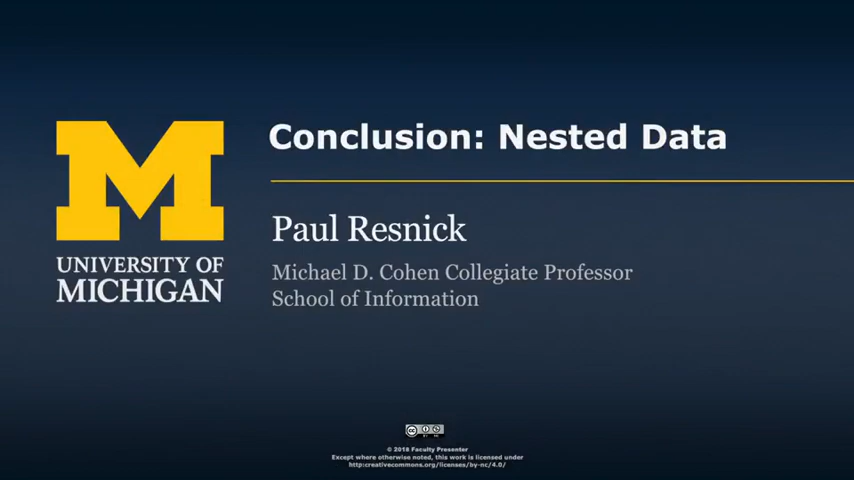 Conclusion: Nested Data
Paul Resnick
Michael D. Cohen Collegiate Professor
School of Information
UNIVERSITY OF
MICHIGAN
© 2018 Faculty Presenter
Except where otherwise noted, this work is licensed under
http:creativecommons.org/licenses/by-nc/4.0/